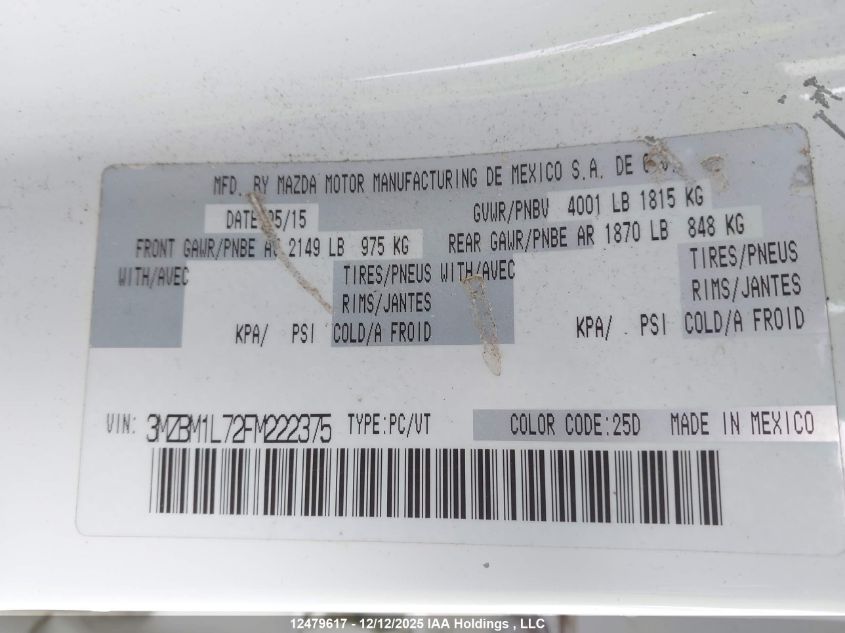 MFD. BY MAZDA MOTOR MANUFACTURING DE MEXICO S.A. DE C.V.
DATE 05/15 GVWR/PNBV 4001 LB 1815 KG
FRONT GAWR/PNBE AV 2149 LB 975 KG REAR GAWR/PNBE AR 1870 LB 848 KG
WITH/AVEC TIRES/PNEUS WITH/AVEC TIRES/PNEUS
RIMS/JANTES RIMS/JANTES
KPA/ PSI COLD/A FROID KPA/ PSI COLD/A FROID
VIN: 3MZBM1L72FM222375 TYPE:PC/VT COLOR CODE:25D MADE IN MEXICO
12479617 - 12/12/2025 IAA Holdings , LLC